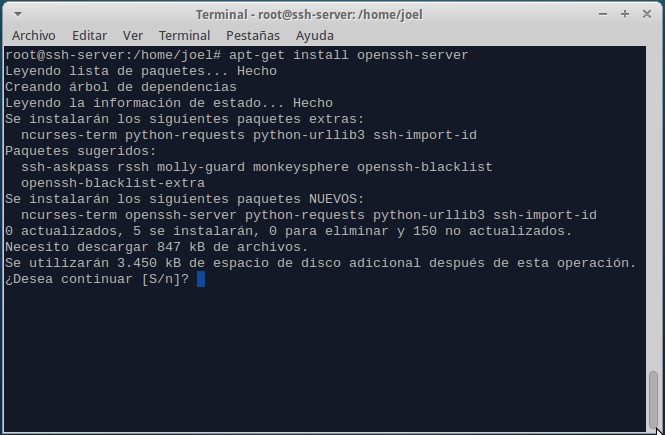 Terminal - root@ssh-server: /home/joel
Archivo Editar Ver Terminal Pestañas Ayuda
root@ssh-server:/home/joel# apt-get install openssh-server
Leyendo lista de paquetes... Hecho
Creando árbol de dependencias
Leyendo la información de estado... Hecho
Se instalarán los siguientes paquetes extras:
  ncurses-term python-requests python-urllib3 ssh-import-id
Paquetes sugeridos:
  ssh-askpass rssh molly-guard monkeysphere openssh-blacklist
  openssh-blacklist-extra
Se instalarán los siguientes paquetes NUEVOS:
  ncurses-term openssh-server python-requests python-urllib3 ssh-import-id
0 actualizados, 5 se instalarán, 0 para eliminar y 150 no actualizados.
Necesito descargar 847 kB de archivos.
Se utilizarán 3.450 kB de espacio de disco adicional después de esta operación.
¿Desea continuar [S/n]?